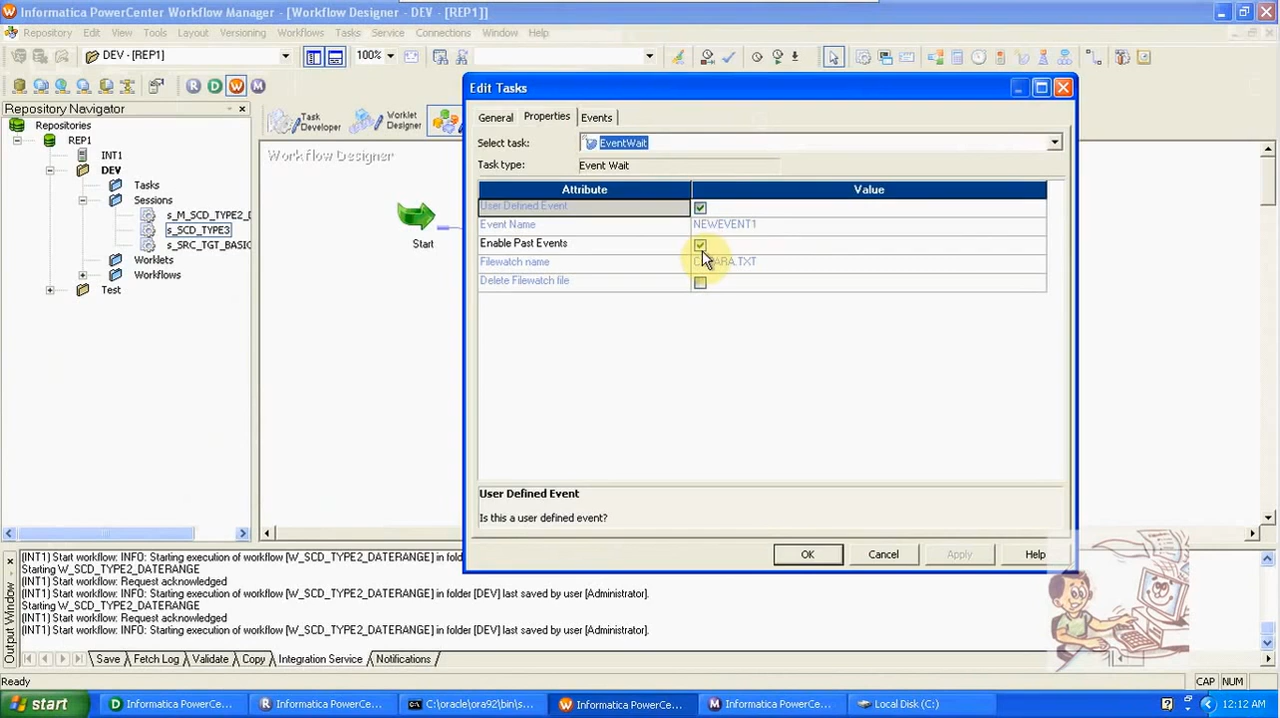 Informatica PowerCenter Workflow Manager - [Workflow Designer - DEV - [REP1]]
Repository Edit View Tools Layout Versioning Workflows Tasks Service Connections Window Help
DEV - [REP1] 100%
R D W M
Repository Navigator
Repositories
REP1
INT1
DEV
Tasks
Sessions
s_M_SCD_TYPE2_D
s_SCD_TYPE3
s_SRC_TGT_BASIC
Worklets
Workflows
Test
Task Developer
Worklet Designer
Workflow Designer
Start
Edit Tasks
General Properties Events
Select task: EventWait
Task type: Event Wait
Attribute Value
User Defined Event
Event Name NEWEVENT1
Enable Past Events
Filewatch name
Delete Filewatch file
User Defined Event
Is this a user defined event?
OK Cancel Apply Help
Output Window
(INT1) Start workflow: INFO: Starting execution of workflow [W_SCD_TYPE2_DATERANGE] in folder [DEV] last saved by user [Administrator].
Starting W_SCD_TYPE2_DATERANGE
(INT1) Start workflow: Request acknowledged
(INT1) Start workflow: INFO: Starting execution of workflow [W_SCD_TYPE2_DATERANGE] in folder [DEV] last saved by user [Administrator].
Starting W_SCD_TYPE2_DATERANGE
(INT1) Start workflow: Request acknowledged
(INT1) Start workflow: INFO: Starting execution of workflow [W_SCD_TYPE2_DATERANGE] in folder [DEV] last saved by user [Administrator].
Save Fetch Log Validate Copy Integration Service Notifications
Ready CAP NUM
start Informatica PowerCe... Informatica PowerCe... C:\oracle\ora92\bin\s... Informatica PowerCe... Informatica PowerCe... Local Disk (C:) 12:12 AM